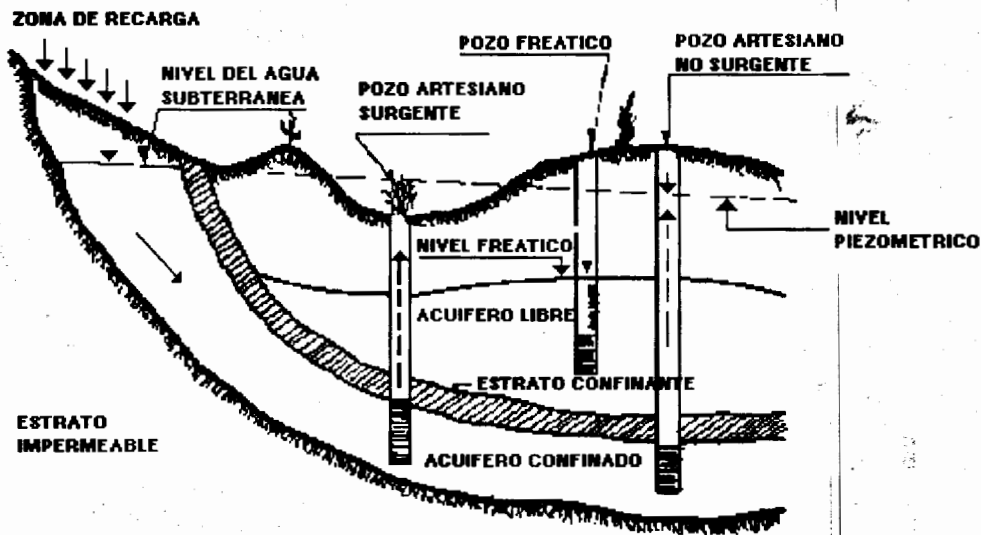 ZONA DE RECARGA
NIVEL DEL AGUA
SUBTERRANEA
POZO ARTESIANO
SURGENTE
POZO FREATICO
POZO ARTESIANO
NO SURGENTE
NIVEL
PIEZOMETRICO
NIVEL FREATICO
ACUIFERO LIBRE
ESTRATO CONFINANTE
ESTRATO
IMPERMEABLE
ACUIFERO CONFINADO